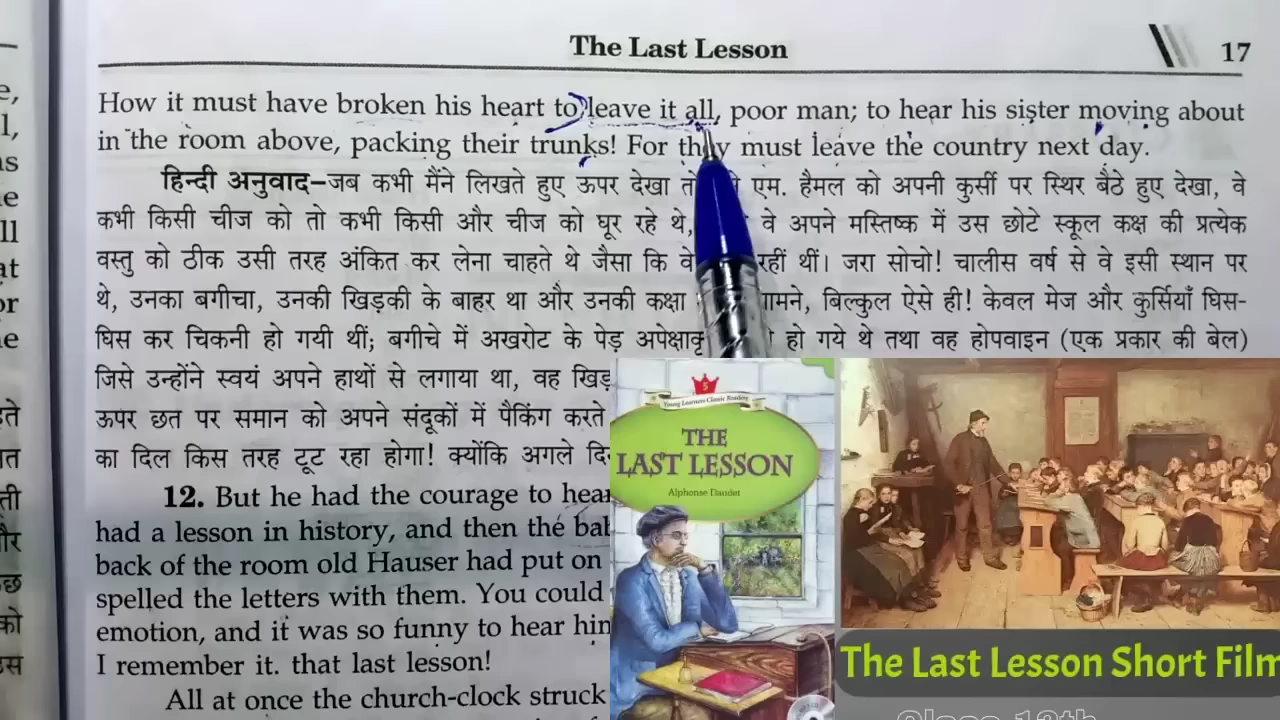 The Last Lesson
17
How it must have broken his heart to leave it all, poor man; to hear his sister moving about
in the room above, packing their trunks! For they must leave the country next day.
हिन्दी अनुवाद–जब कभी मैंने लिखते हुए ऊपर देखा तो एम. हैमल को अपनी कुर्सी पर स्थिर बैठे हुए देखा, वे
कभी किसी चीज को तो कभी किसी और चीज को घूर रहे थे, वे अपने मस्तिष्क में उस छोटे स्कूल कक्ष की प्रत्येक
वस्तु को ठीक उसी तरह अंकित कर लेना चाहते थे जैसा कि वे रहीं थीं। जरा सोचो! चालीस वर्ष से वे इसी स्थान पर
थे, उनका बगीचा, उनकी खिड़की के बाहर था और उनकी कक्षा बिल्कुल ऐसे ही! केवल मेज और कुर्सियाँ घिस-
घिस कर चिकनी हो गयी थीं; बगीचे में अखरोट के पेड़ हो गये थे तथा वह होपवाइन (एक प्रकार की बेल)
जिसे उन्होंने स्वयं अपने हाथों से लगाया था, वह
ऊपर छत पर समान को अपने संदूकों में पैकिंग करते
का दिल किस तरह टूट रहा होगा! क्योंकि अगले
12. But he had the courage to hear
had a lesson in history, and then the
back of the room old Hauser had put on
spelled the letters with them. You could
emotion, and it was so funny to hear him
I remember it. that last lesson!
All at once the church-clock struck
5
Young Learners Classic Reading
THE
LAST LESSON
Alphonse Daudet
The Last Lesson Short Film